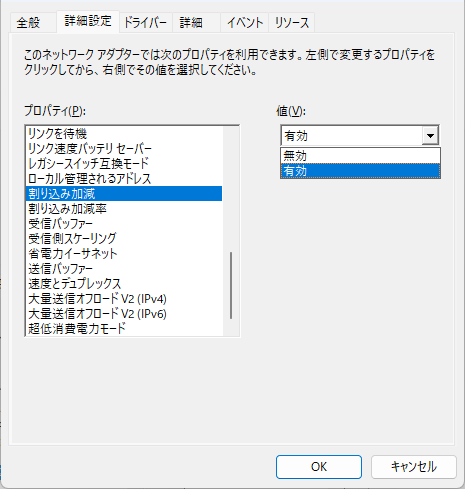 全般
詳細設定
ドライバー
詳細
イベント
リソース
このネットワーク アダプターでは次のプロパティを利用できます。左側で変更するプロパティを
クリックしてから、右側でその値を選択してください。
プロパティ(P):
値(V):
リンクを待機
リンク速度バッテリ セーバー
レガシースイッチ互換モード
ローカル管理されるアドレス
割り込み加減
割り込み加減率
受信バッファー
受信側スケーリング
省電力イーサネット
送信バッファー
速度とデュプレックス
大量送信オフロード V2 (IPv4)
大量送信オフロード V2 (IPv6)
超低消費電力モード
有効
無効
有効
OK
キャンセル